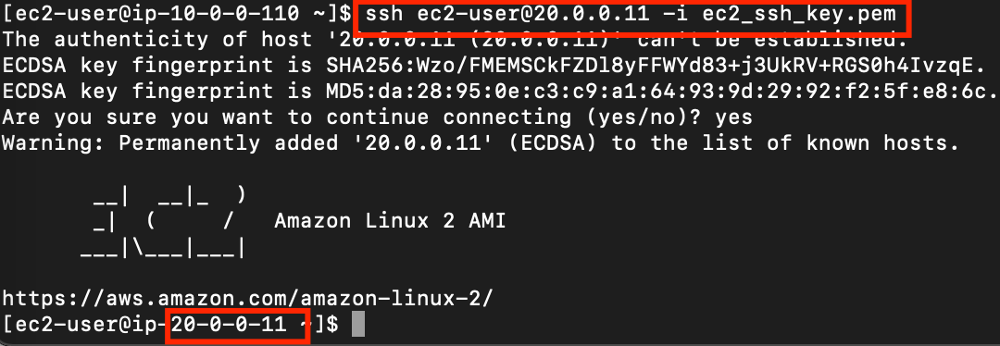 [ec2-user@ip-10-0-0-110 ~]$ ssh ec2-user@20.0.0.11 -i ec2_ssh_key.pem
The authenticity of host '20.0.0.11 (20.0.0.11)' can't be established.
ECDSA key fingerprint is SHA256:Wzo/FMEMSCkFZDl8yFFWYd83+j3UkRV+RGS0h4IvzqE.
ECDSA key fingerprint is MD5:da:28:95:0e:c3:c9:a1:64:93:9d:29:92:f2:5f:e8:6c.
Are you sure you want to continue connecting (yes/no)? yes
Warning: Permanently added '20.0.0.11' (ECDSA) to the list of known hosts.
       __|  __|_  )
       _|  (     /   Amazon Linux 2 AMI
      ___|\___|___|
https://aws.amazon.com/amazon-linux-2/
[ec2-user@ip-20-0-0-11 ~]$